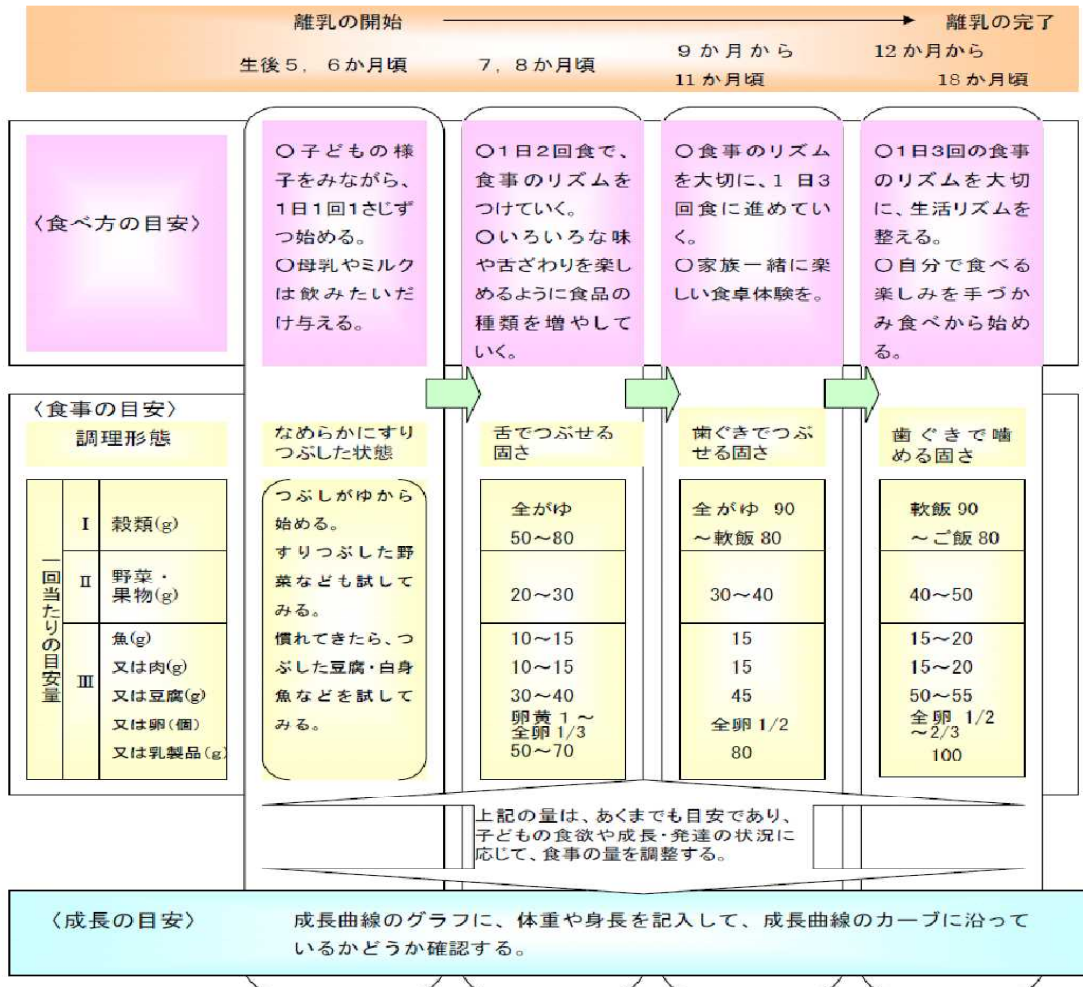 離乳の開始 離乳の完了
生後5，6か月頃 7，8か月頃 9か月から 12か月から
11か月頃 18か月頃
〈食べ方の目安〉
○子どもの様
子をみながら、
1日1回1さじず
つ始める。
○母乳やミルク
は飲みたいだ
け与える。
○1日2回食で、
食事のリズムを
つけていく。
○いろいろな味
や舌ざわりを楽し
めるように食品の
種類を増やして
いく。
○食事のリズム
を大切に、1日3
回食に進めてい
く。
○家族一緒に楽
しい食卓体験を。
○1日3回の食事
のリズムを大切
に、生活リズムを
整える。
○自分で食べる
楽しみを手づか
み食べから始め
る。
〈食事の目安〉
調理形態
なめらかにすり
つぶした状態
舌でつぶせる
固さ
歯ぐきでつぶ
せる固さ
歯ぐきで噛
める固さ
一回当たりの目安量
Ⅰ 穀類(g)
Ⅱ 野菜・
果物(g)
Ⅲ 魚(g)
又は肉(g)
又は豆腐(g)
又は卵(個)
又は乳製品(g)
つぶしがゆから
始める。
すりつぶした野
菜なども試して
みる。
慣れてきたら、つ
ぶした豆腐・白身
魚などを試して
みる。
全がゆ
50～80
20～30
10～15
10～15
30～40
卵黄1～
全卵1/3
50～70
全がゆ 90
～軟飯 80
30～40
15
15
45
全卵1/2
80
軟飯 90
～ご飯 80
40～50
15～20
15～20
50～55
全卵 1/2
～2/3
100
上記の量は、あくまでも目安であり、
子どもの食欲や成長・発達の状況に
応じて、食事の量を調整する。
〈成長の目安〉
成長曲線のグラフに、体重や身長を記入して、成長曲線のカーブに沿って
いるかどうか確認する。